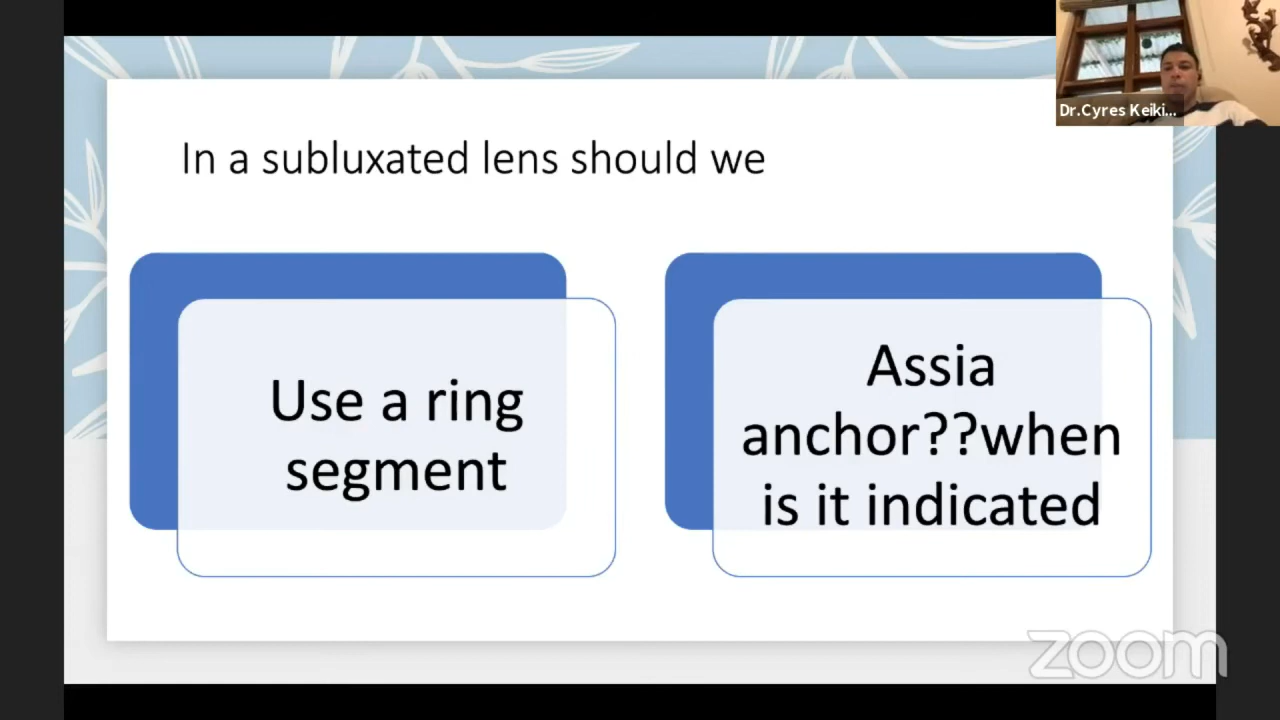 Dr.Cyres Keiki...
In a subluxated lens should we
Use a ring
segment
Assia
anchor??when
is it indicated
zoom